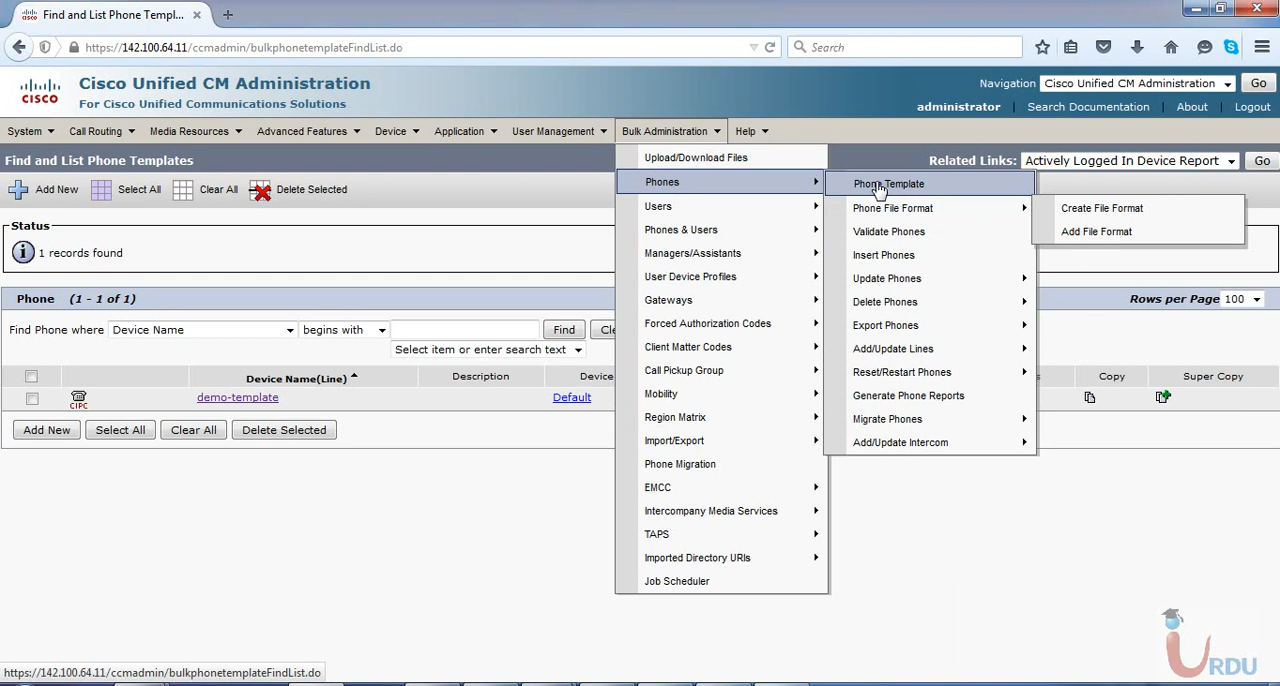 Find and List Phone Templ...
https://142.100.64.11/ccmadmin/bulkphonetemplateFindList.do
Search
CISCO
Cisco Unified CM Administration
For Cisco Unified Communications Solutions
Navigation Cisco Unified CM Administration Go
administrator Search Documentation About Logout
System Call Routing Media Resources Advanced Features Device Application User Management Bulk Administration Help
Find and List Phone Templates
Related Links: Actively Logged In Device Report Go
Add New Select All Clear All Delete Selected
Status
1 records found
Phone (1 - 1 of 1)
Rows per Page 100
Find Phone where Device Name begins with Find Cle
Select item or enter search text
Device Name(Line) Description Device
Copy Super Copy
CIPC demo-template Default
Add New Select All Clear All Delete Selected
Upload/Download Files
Phones
Users
Phones & Users
Managers/Assistants
User Device Profiles
Gateways
Forced Authorization Codes
Client Matter Codes
Call Pickup Group
Mobility
Region Matrix
Import/Export
Phone Migration
EMCC
Intercompany Media Services
TAPS
Imported Directory URIs
Job Scheduler
Phone Template
Phone File Format
Validate Phones
Insert Phones
Update Phones
Delete Phones
Export Phones
Add/Update Lines
Reset/Restart Phones
Generate Phone Reports
Migrate Phones
Add/Update Intercom
Create File Format
Add File Format
https://142.100.64.11/ccmadmin/bulkphonetemplateFindList.do
URDU